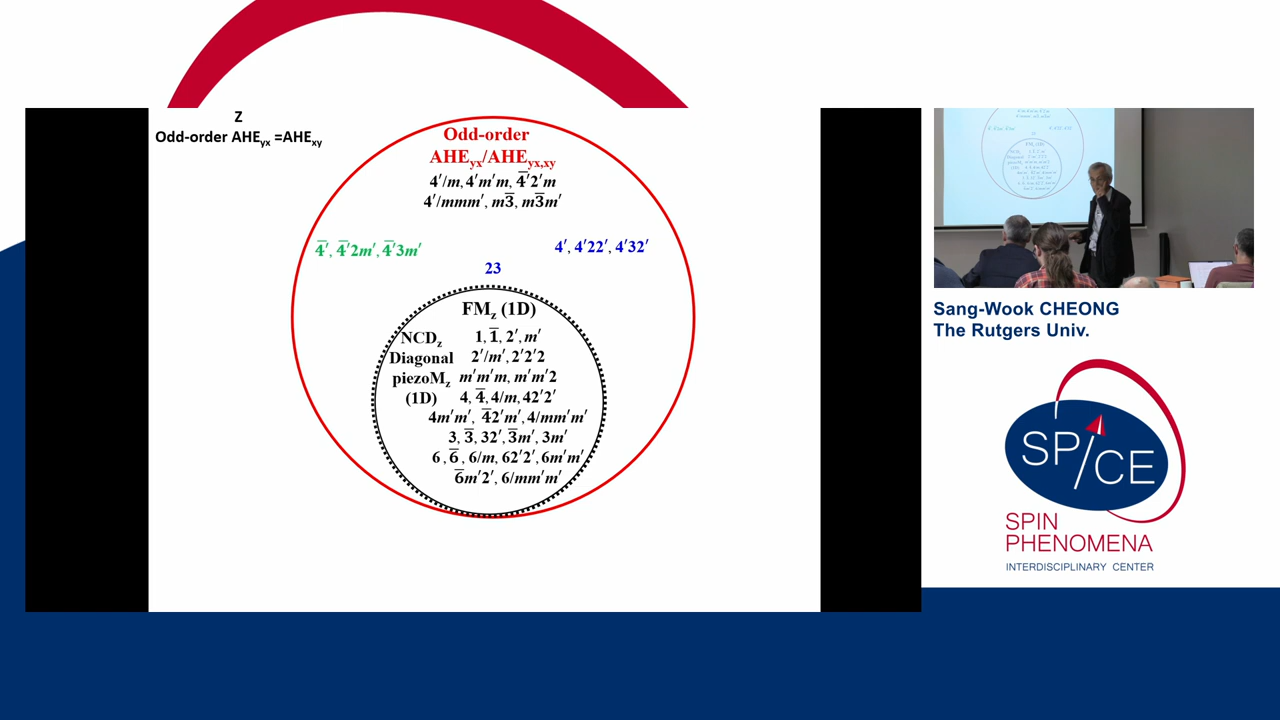 Z
Odd-order AHEyx =AHExy
Odd-order
AHEyx/AHEyx,xy
4′/m, 4′m′m, 4̅′2′m
4′/mmm′, m3̅, m3̅m′
4̅′, 4̅′2m′, 4̅′3m′
4′, 4′22′, 4′32′
23
FMz (1D)
NCDz
Diagonal
piezoMz
(1D)
1, 1̅, 2′, m′
2′/m′, 2′2′2
m′m′m, m′m′2
4, 4̅, 4/m, 42′2′
4m′m′, 4̅2′m′, 4/mm′m′
3, 3̅, 32′, 3̅m′, 3m′
6 , 6̅ , 6/m, 62′2′, 6m′m′,
6̅m′2′, 6/mm′m′
Sang-Wook CHEONG
The Rutgers Univ.
SP/CE
SPIN
PHENOMENA
INTERDISCIPLINARY CENTER